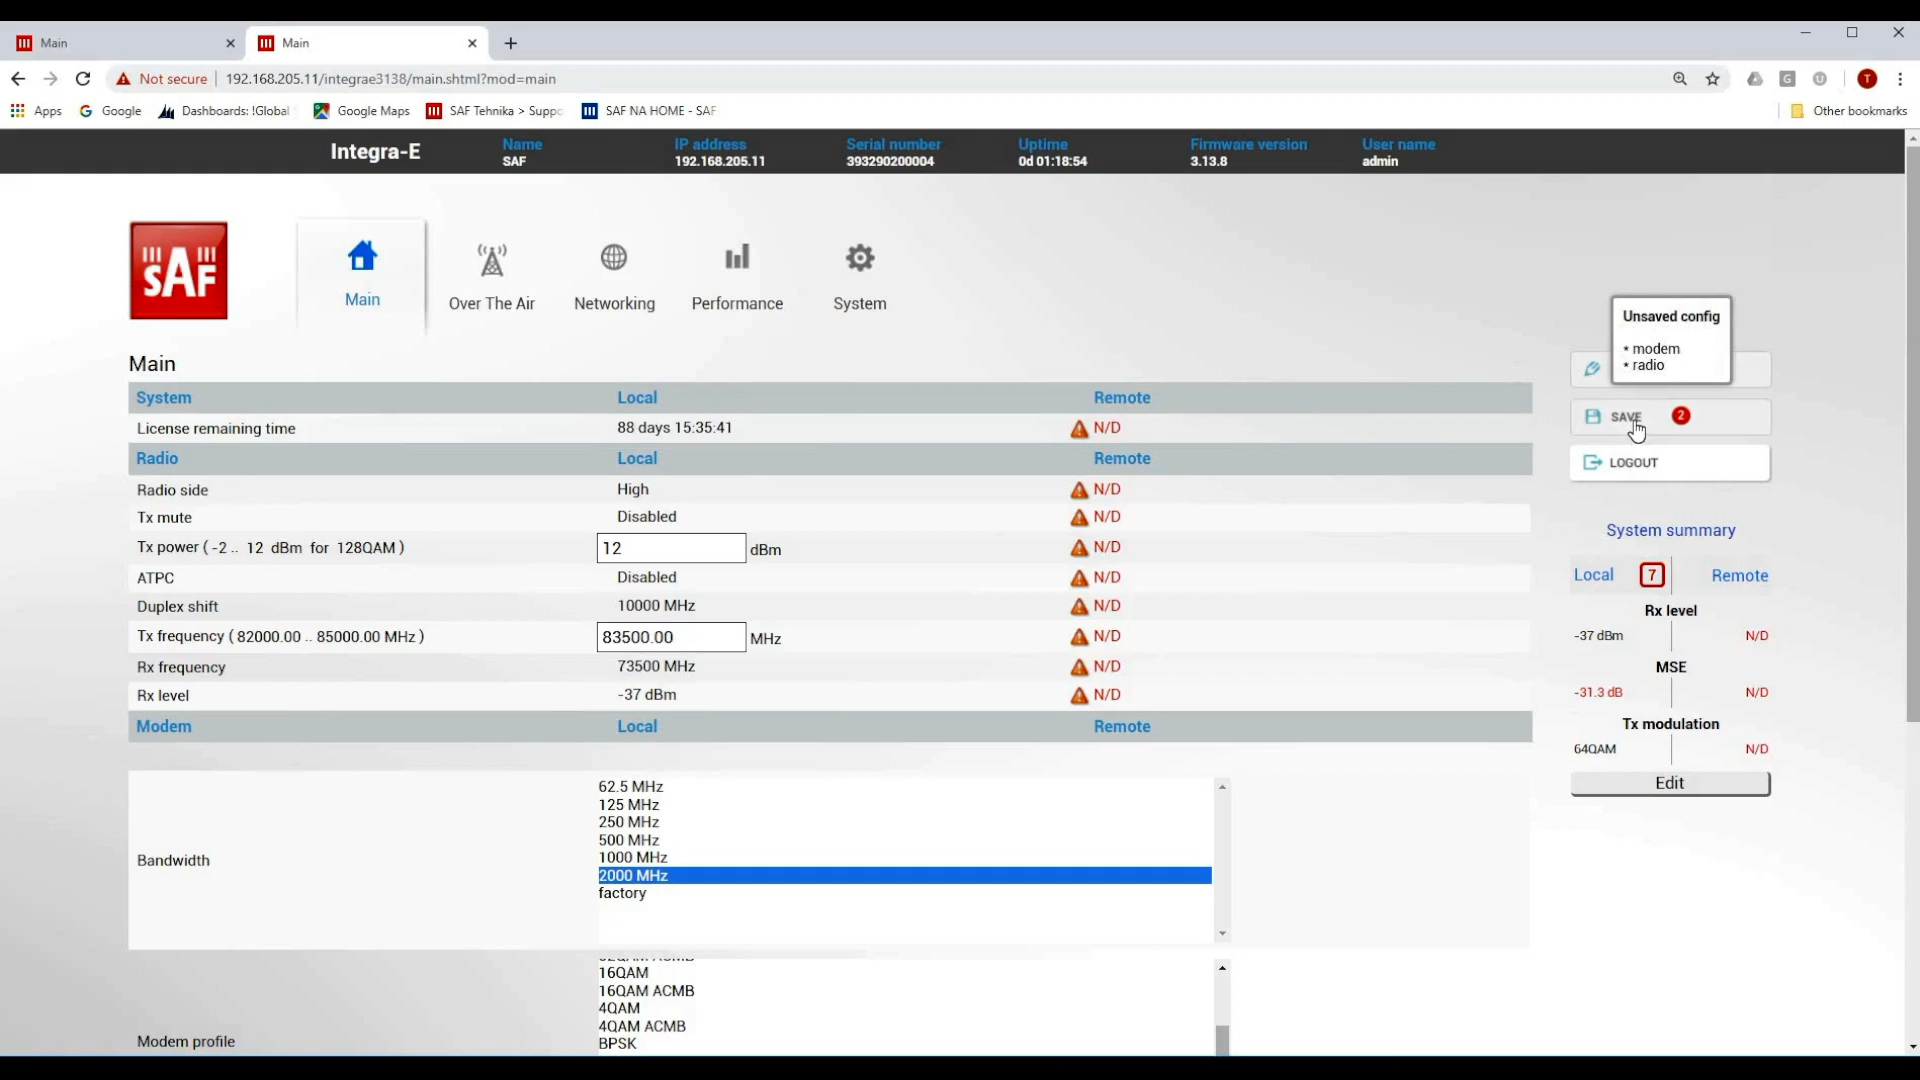 Main
Main
Not secure 192.168.205.11/integrae3138/main.shtml?mod=main
T
Apps Google Dashboards: !Global Google Maps SAF Tehnika > Suppo SAF NA HOME - SAF Other bookmarks
Integra-E
Name IP address Serial number Uptime Firmware version User name
SAF 192.168.205.11 393290200004 0d 01:18:54 3.13.8 admin
SAF
Main Over The Air Networking Performance System
Unsaved config
* modem
* radio
SAVE 2
LOGOUT
Main
System Local Remote
License remaining time 88 days 15:35:41 N/D
Radio Local Remote
Radio side High N/D
Tx mute Disabled N/D
Tx power ( -2 .. 12 dBm for 128QAM ) 12 dBm N/D
ATPC Disabled N/D
Duplex shift 10000 MHz N/D
Tx frequency ( 82000.00 .. 85000.00 MHz ) 83500.00 MHz N/D
Rx frequency 73500 MHz N/D
Rx level -37 dBm N/D
Modem Local Remote
Bandwidth
62.5 MHz
125 MHz
250 MHz
500 MHz
1000 MHz
2000 MHz
factory
Modem profile
32QAM ACMB
16QAM
16QAM ACMB
4QAM
4QAM ACMB
BPSK
System summary
Local 7 Remote
Rx level
-37 dBm N/D
MSE
-31.3 dB N/D
Tx modulation
64QAM N/D
Edit